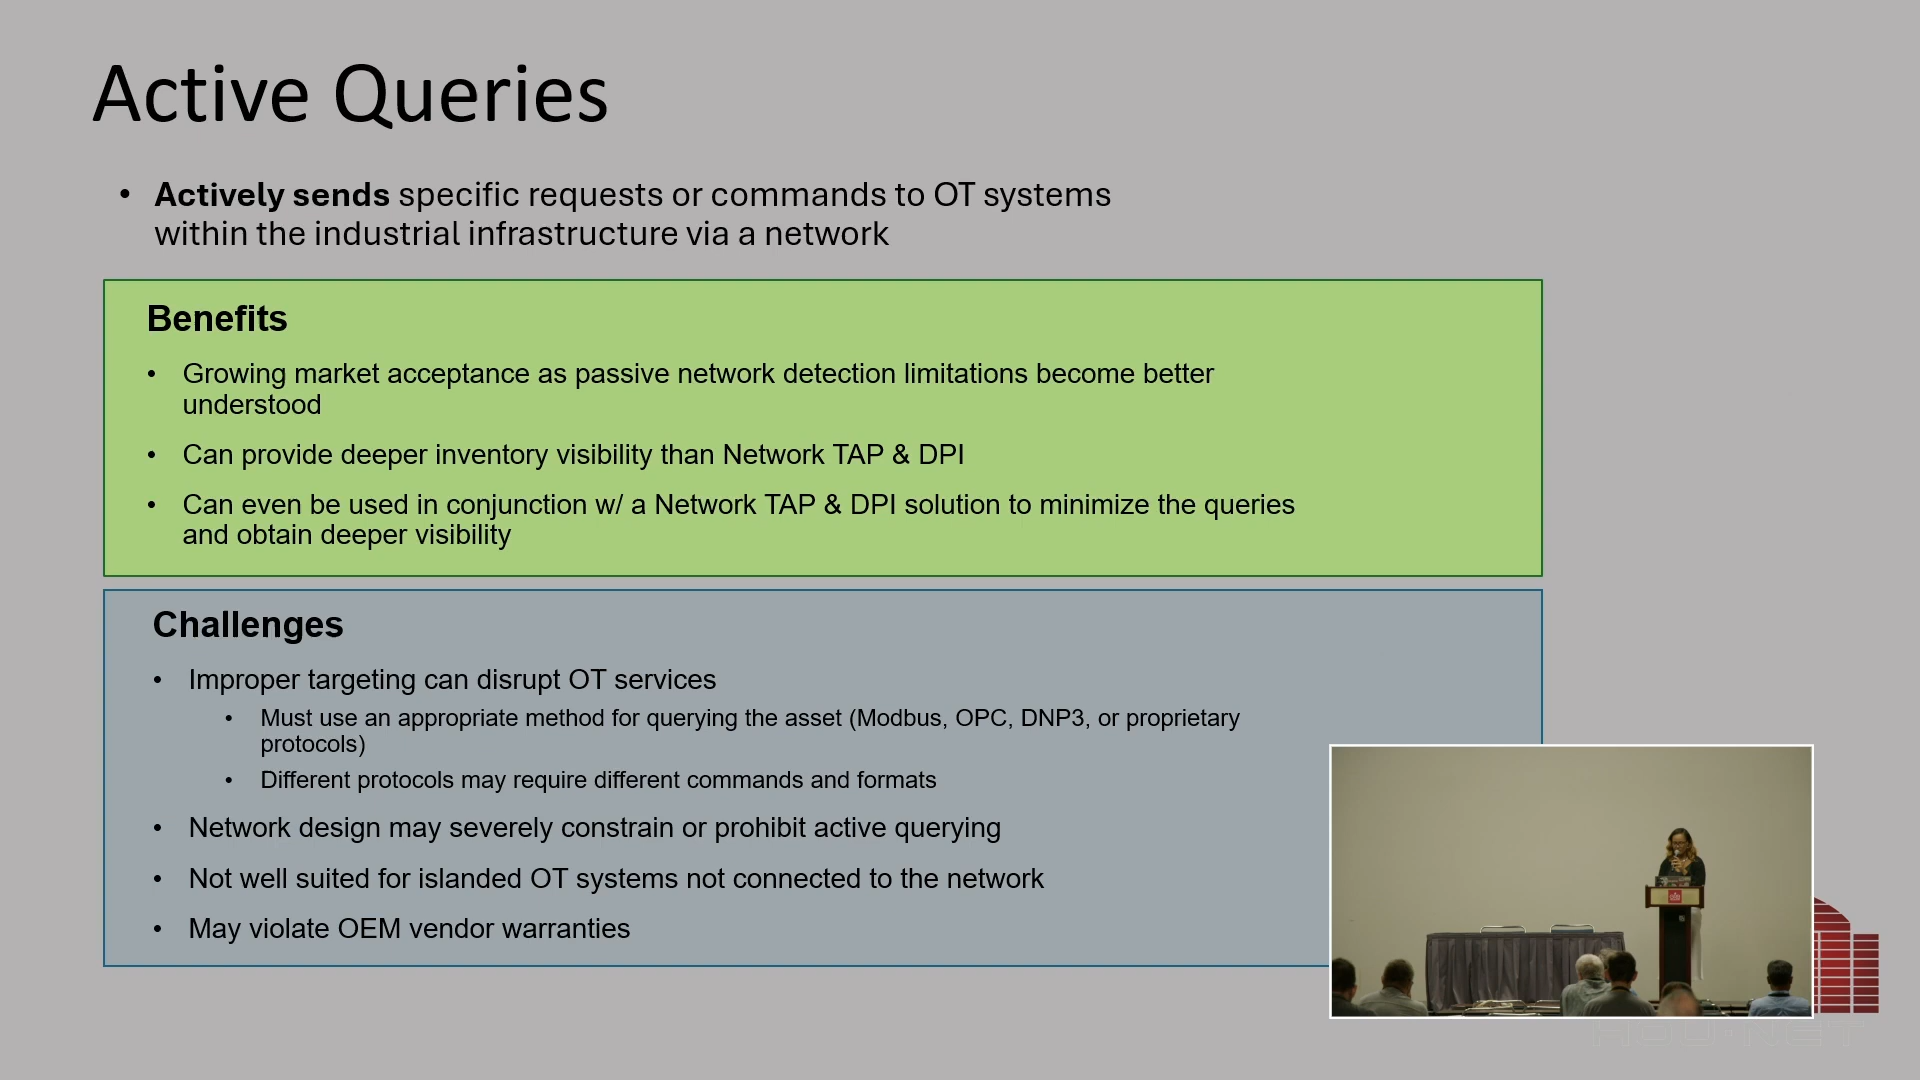 Active Queries
• Actively sends specific requests or commands to OT systems
within the industrial infrastructure via a network
Benefits
• Growing market acceptance as passive network detection limitations become better
understood
• Can provide deeper inventory visibility than Network TAP & DPI
• Can even be used in conjunction w/ a Network TAP & DPI solution to minimize the queries
and obtain deeper visibility
Challenges
• Improper targeting can disrupt OT services
• Must use an appropriate method for querying the asset (Modbus, OPC, DNP3, or proprietary
protocols)
• Different protocols may require different commands and formats
• Network design may severely constrain or prohibit active querying
• Not well suited for islanded OT systems not connected to the network
• May violate OEM vendor warranties